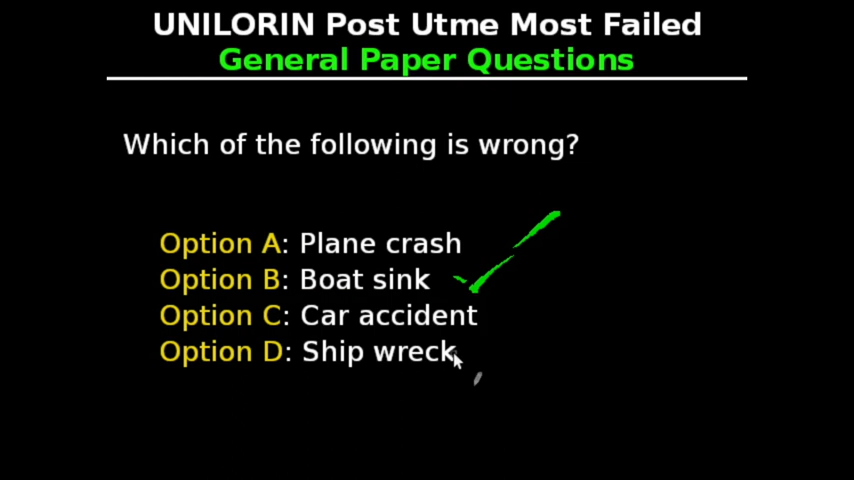 UNILORIN Post Utme Most Failed
General Paper Questions
Which of the following is wrong?
Option A: Plane crash
Option B: Boat sink
Option C: Car accident
Option D: Ship wreck